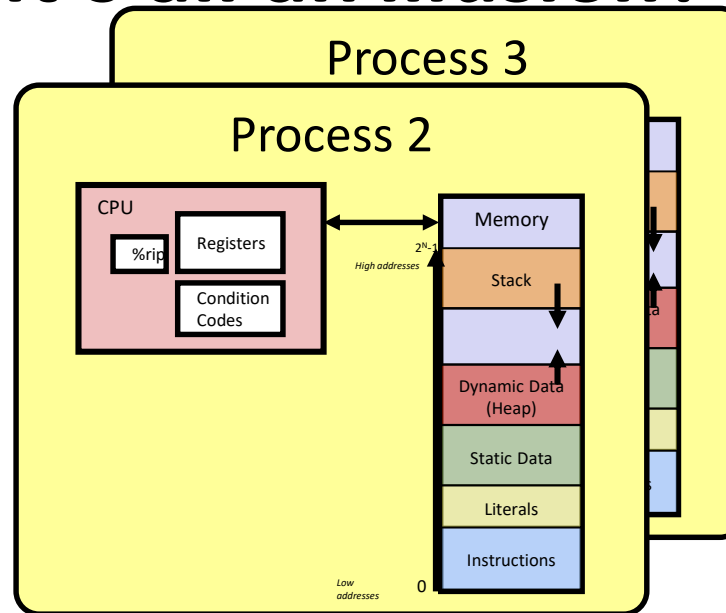 Process 3
Process 2
CPU
%rip
Registers
Condition
Codes
Memory
2ᴺ-1
High addresses
Stack
Dynamic Data
(Heap)
Static Data
Literals
Instructions
Low
addresses
0